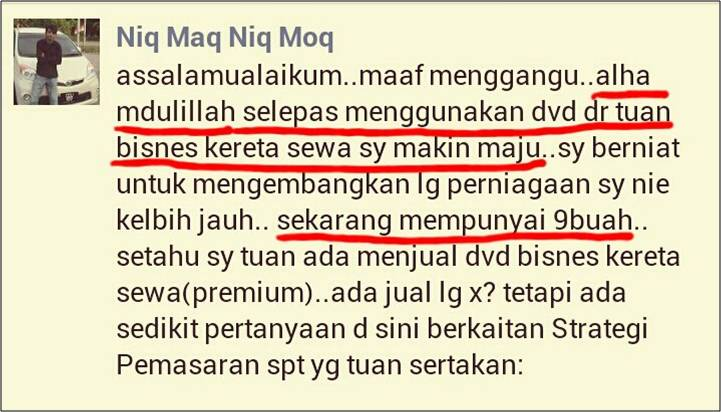 Niq Maq Niq Moq
assalamualaikum..maaf mengganggu..alha
mdulillah selepas menggunakan dvd dr tuan
bisnes kereta sewa sy makin maju..sy berniat
untuk mengembangkan lg perniagaan sy nie
kelbih jauh.. sekarang mempunyai 9buah..
setahu sy tuan ada menjual dvd bisnes kereta
sewa(premium)..ada jual lg x? tetapi ada
sedikit pertanyaan d sini berkaitan Strategi
Pemasaran spt yg tuan sertakan: